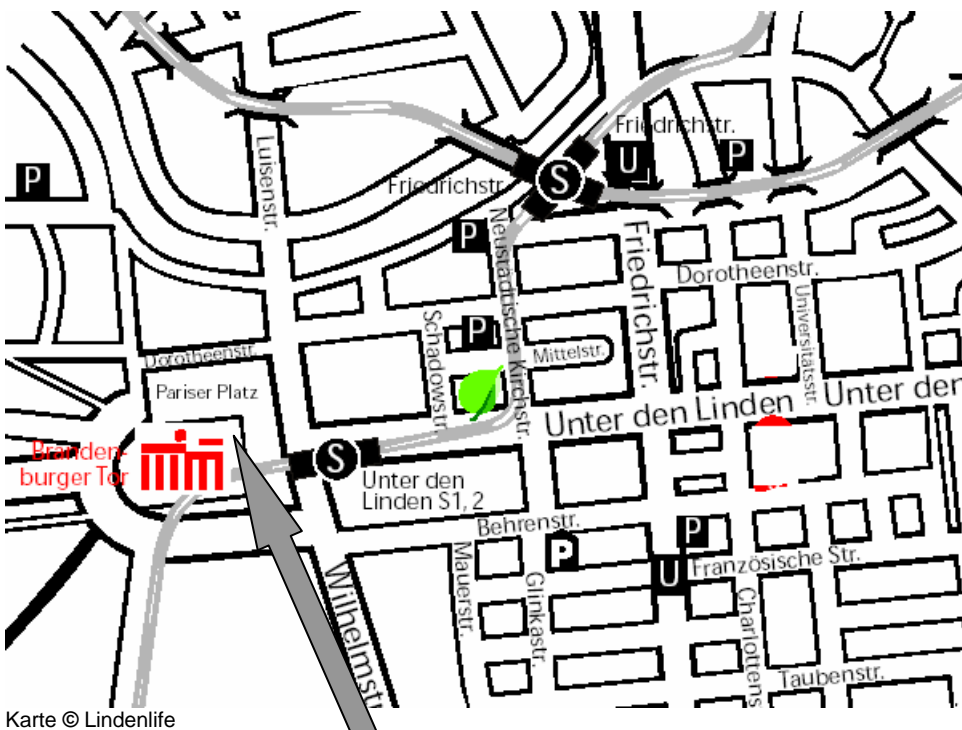 Friedrichstr.
U
P
S
P
Luisenstr.
Friedrichstr.
P
Neustädtische Kirchstr.
Friedrichstr.
Dorotheenstr.
Universitätsstr.
Schadowstr.
P
Mittelstr.
Dorotheenstr.
Pariser Platz
Unter den Linden
Unter den
Branden-
burger Tor
S
Unter den
Linden S1, 2
Behrenstr.
P
P
U
Französische Str.
Mauerstr.
Glinkastr.
Wilhelmstr
Charlottens
Taubenstr.
Karte © Lindenlife